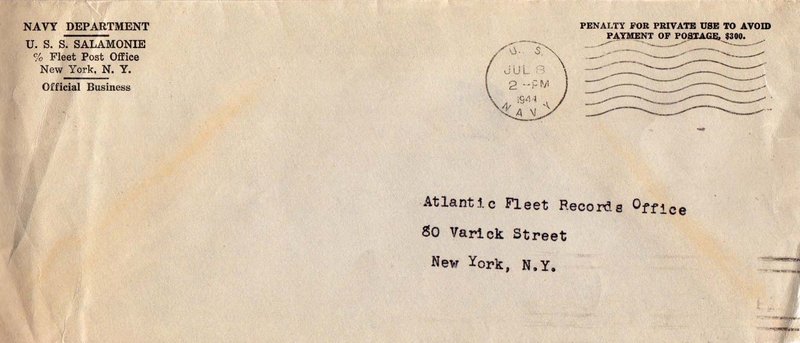 NAVY DEPARTMENT
U. S. S. SALAMONIE
℅ Fleet Post Office
New York, N. Y.
Official Business
PENALTY FOR PRIVATE USE TO AVOID
PAYMENT OF POSTAGE, $300.
U. S.
JUL 8
2 -PM
1944
NAVY
Atlantic Fleet Records Office
80 Varick Street
New York, N.Y.